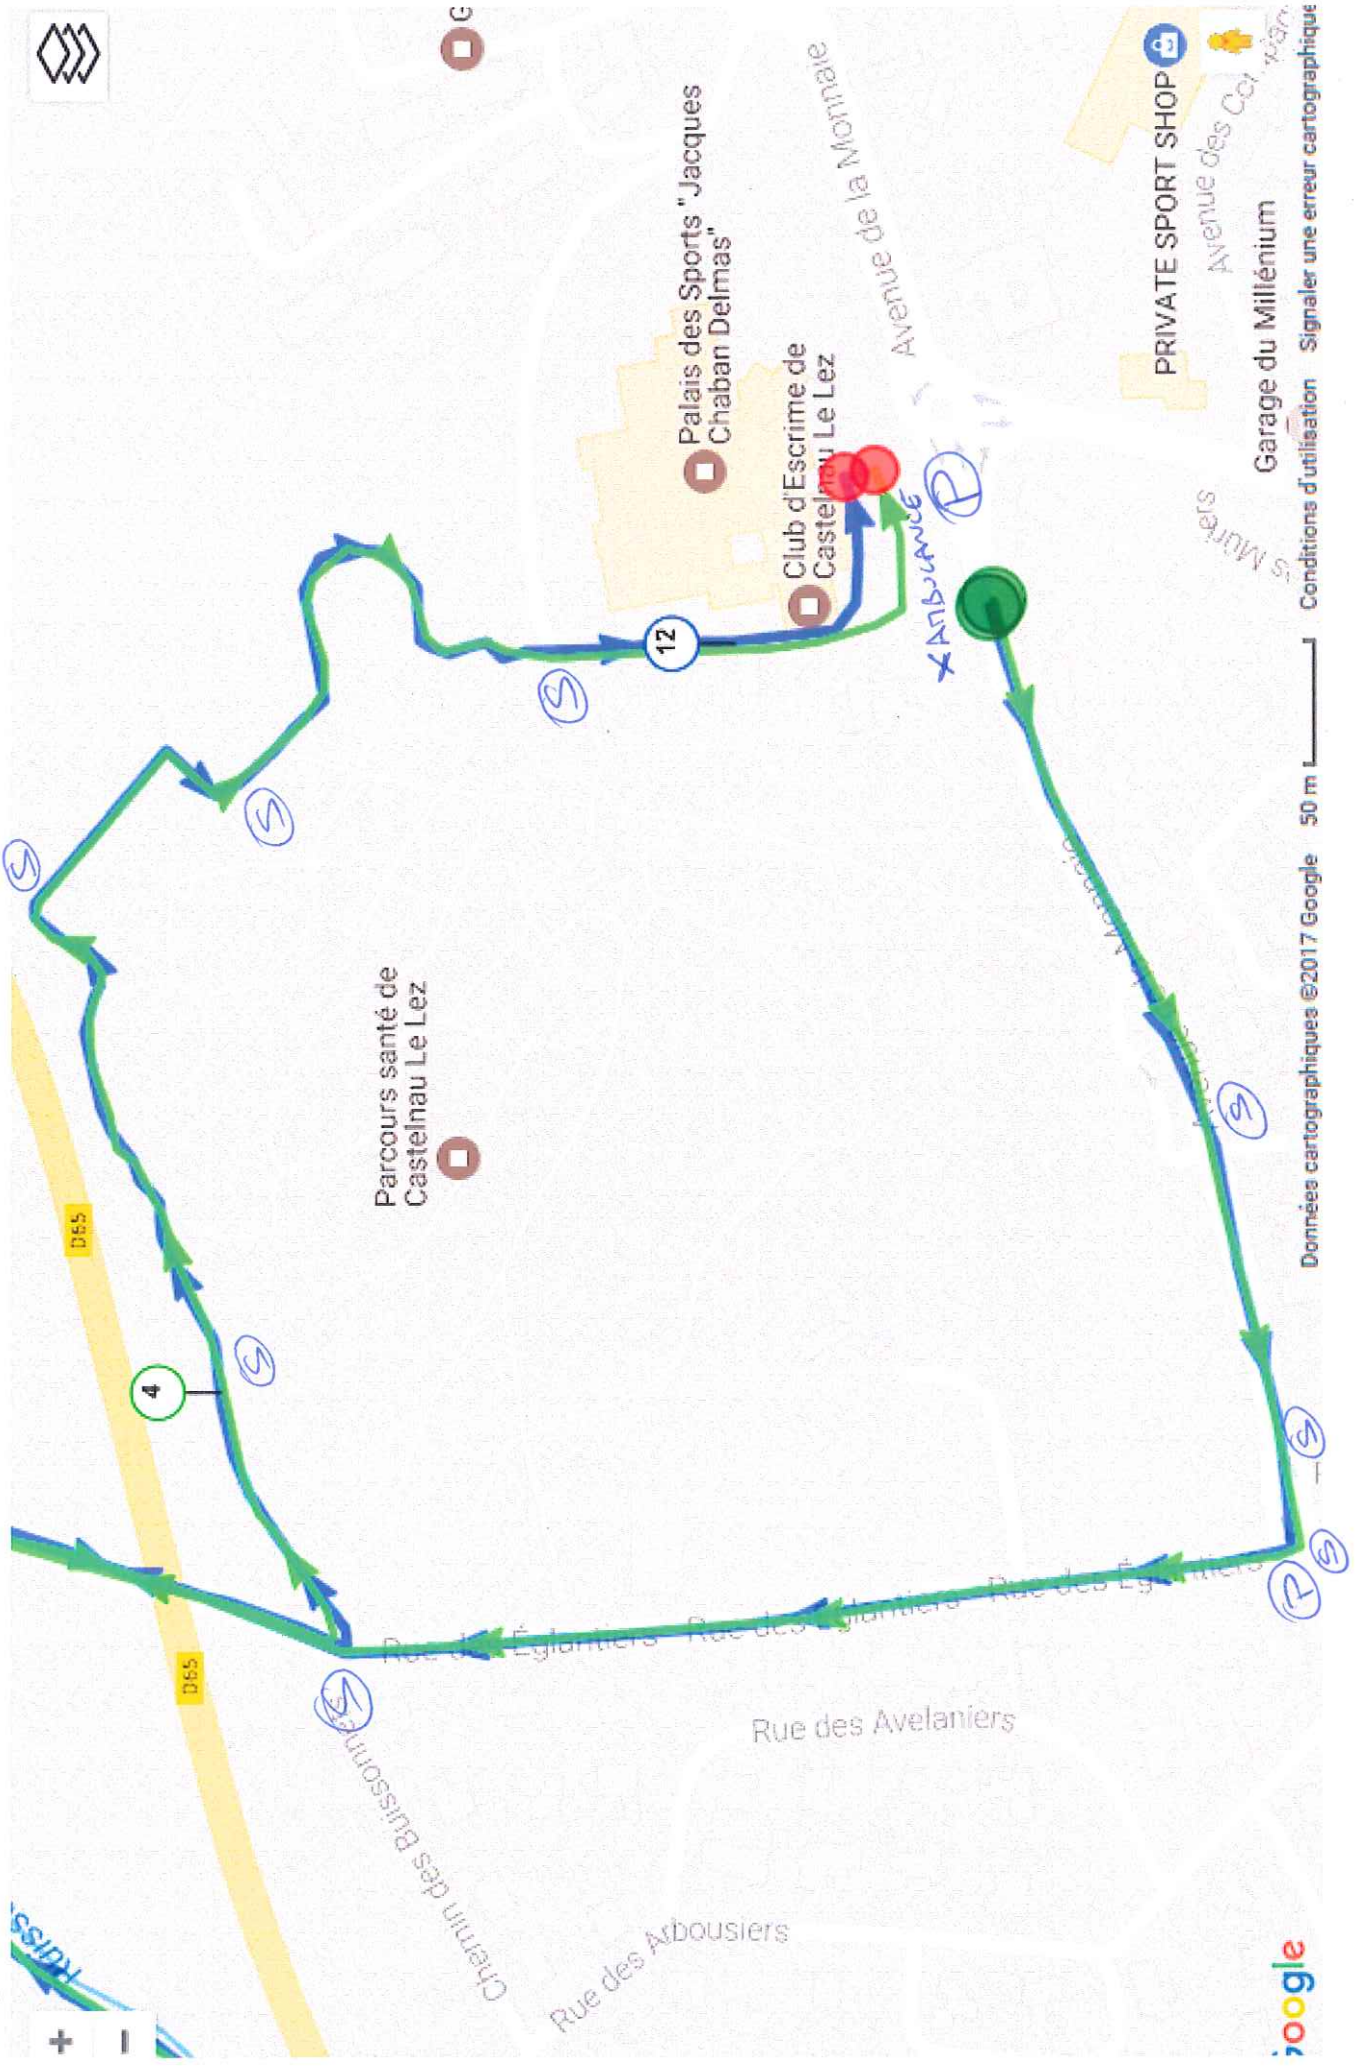 Ruiss
D65
D65
4
S
S
S
S
S
12
Parcours santé de
Castelnau Le Lez
G
Palais des Sports "Jacques
Chaban Delmas"
Club d'Escrime de
Castelnau Le Lez
X AMBULANCE
P
Avenue de la Monnaie
PRIVATE SPORT SHOP
Garage du Millénium
Chemin des Buissonnets
Rue des Arbousiers
Rue des Avelaniers
Rue des Églantiers
Rue des Églantiers
Rue des Églantiers
Monnaie
S
S
P
S
Google
Données cartographiques ©2017 Google
50 m
Conditions d'utilisation
Signaler une erreur cartographique